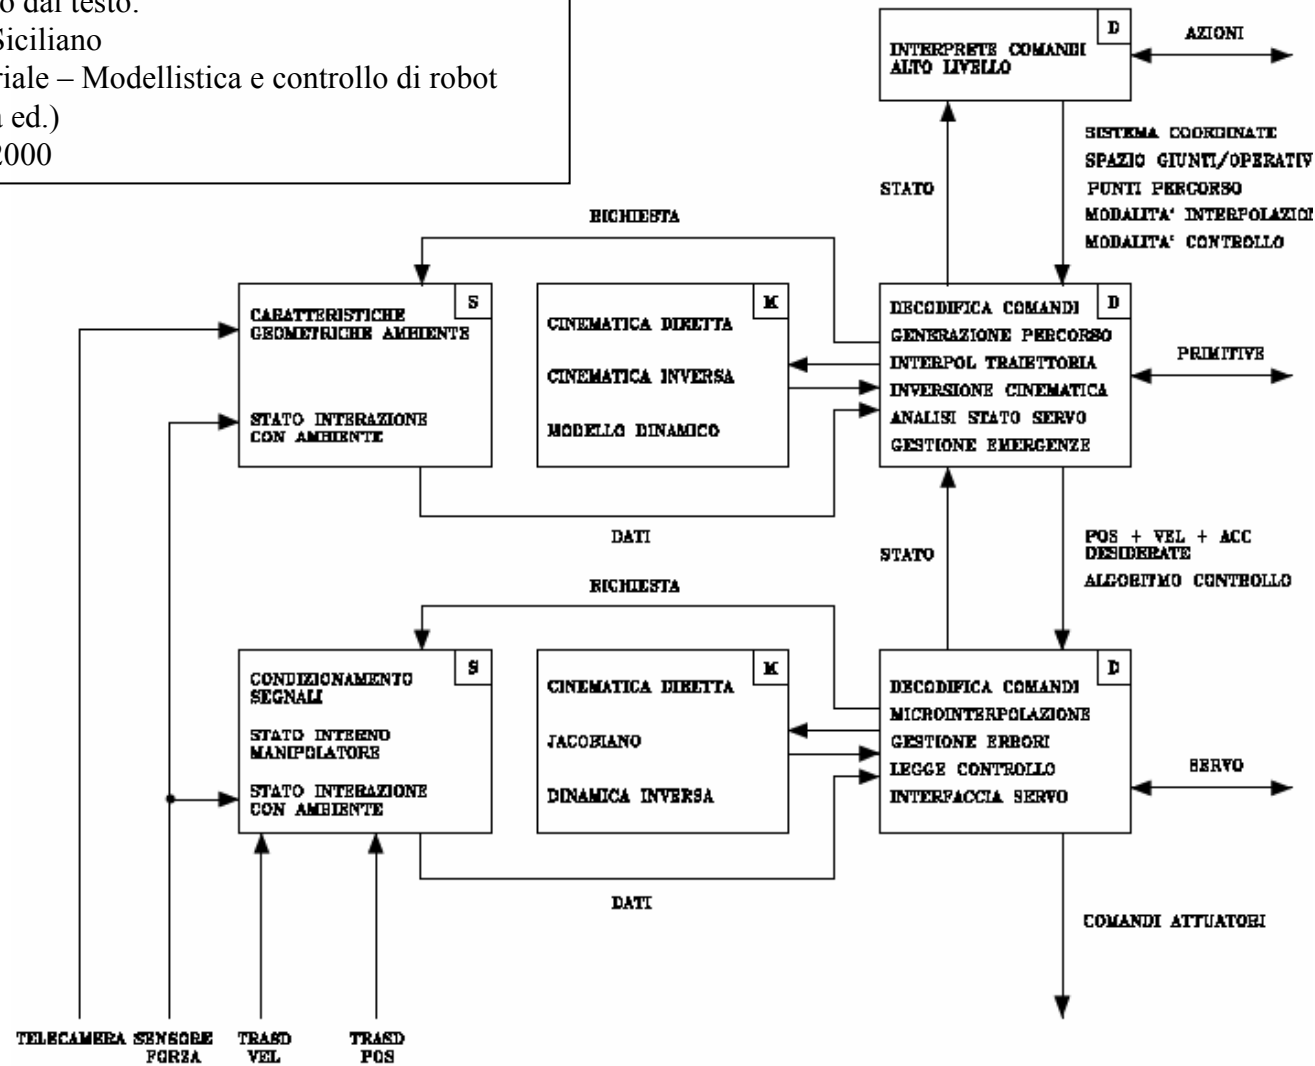 o dal testo:
Siciliano
riale – Modellistica e controllo di robot
a ed.)
2000
D
INTERPRETE COMANDI
ALTO LIVELLO
AZIONI
STATO
SISTEMA COORDINATE
SPAZIO GIUNTI/OPERATIV
PUNTI PERCORSO
MODALITA' INTERPOLAZION
MODALITA' CONTROLLO
RICHIESTA
S
CARATTERISTICHE
GEOMETRICHE AMBIENTE
STATO INTERAZIONE
CON AMBIENTE
M
CINEMATICA DIRETTA
CINEMATICA INVERSA
MODELLO DINAMICO
D
DECODIFICA COMANDI
GENERAZIONE PERCORSO
INTERPOL TRAIETTORIA
INVERSIONE CINEMATICA
ANALISI STATO SERVO
GESTIONE EMERGENZE
PRIMITIVE
DATI
STATO
POS + VEL + ACC
DESIDERATE
ALGORITMO CONTROLLO
RICHIESTA
S
CONDIZIONAMENTO
SEGNALI
STATO INTERNO
MANIPOLATORE
STATO INTERAZIONE
CON AMBIENTE
M
CINEMATICA DIRETTA
JACOBIANO
DINAMICA INVERSA
D
DECODIFICA COMANDI
MICROINTERPOLAZIONE
GESTIONE ERRORI
LEGGE CONTROLLO
INTERFACCIA SERVO
SERVO
DATI
COMANDI ATTUATORI
TELECAMERA
SENSORE
FORZA
TRASD
VEL
TRASD
POS